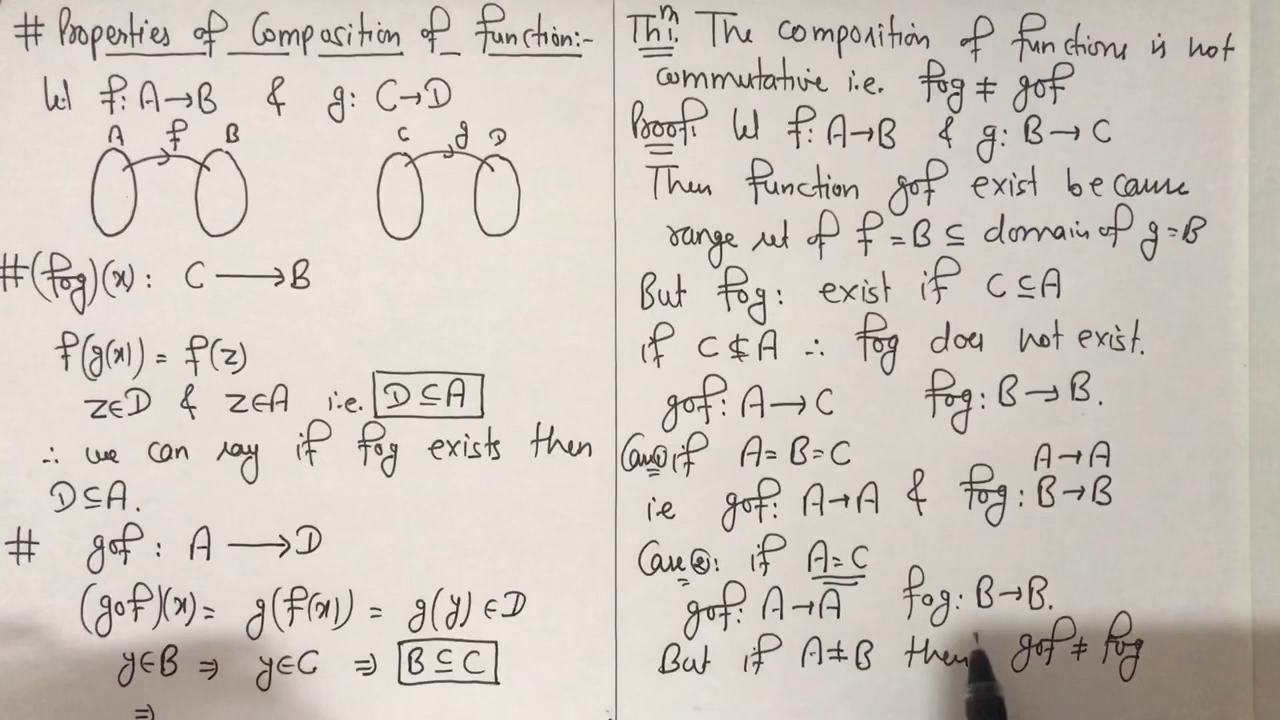 # Properties of Composition of function:-
Let f: A→B & g: C→D
A f B C g D
#(fog)(x): C ⟶ B
f(g(x)) = f(z)
z∈D & z∈A i.e. D⊆A
∴ we can say if fog exists then
D⊆A.
# gof : A ⟶ D
(gof)(x) = g(f(x)) = g(y) ∈D
y∈B ⇒ y∈C ⇒ B⊆C
⇒
Thm: The composition of functions is not
commutative i.e. fog ≠ gof
Proof: Let f: A→B & g: B→C
Then function gof exist because
range set of f = B ⊆ domain of g = B
But fog: exist if C⊆A
if C⊈A ∴ fog does not exist.
gof: A→C fog: B→B.
Case① if A=B=C A→A
i.e gof: A→A & fog: B→B
Case②: if A=C
gof: A→A fog: B→B.
But if A≠B then gof ≠ fog